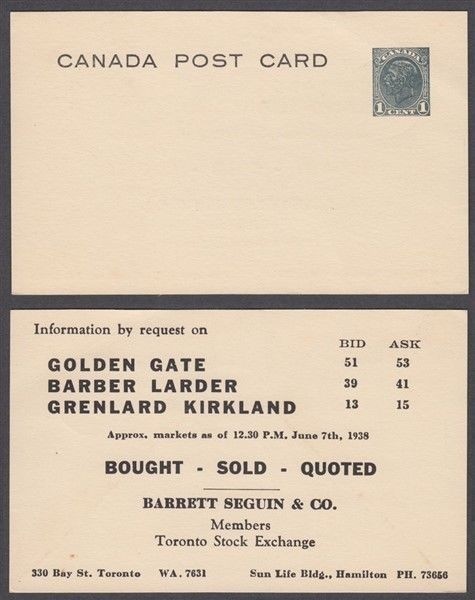 CANADA POST CARD
CANADA
1 1
CENT
Information by request on
BID ASK
GOLDEN GATE 51 53
BARBER LARDER 39 41
GRENLARD KIRKLAND 13 15
Approx. markets as of 12.30 P.M. June 7th, 1938
BOUGHT - SOLD - QUOTED
BARRETT SEGUIN & CO.
Members
Toronto Stock Exchange
330 Bay St. Toronto WA. 7631 Sun Life Bldg., Hamilton PH. 73656